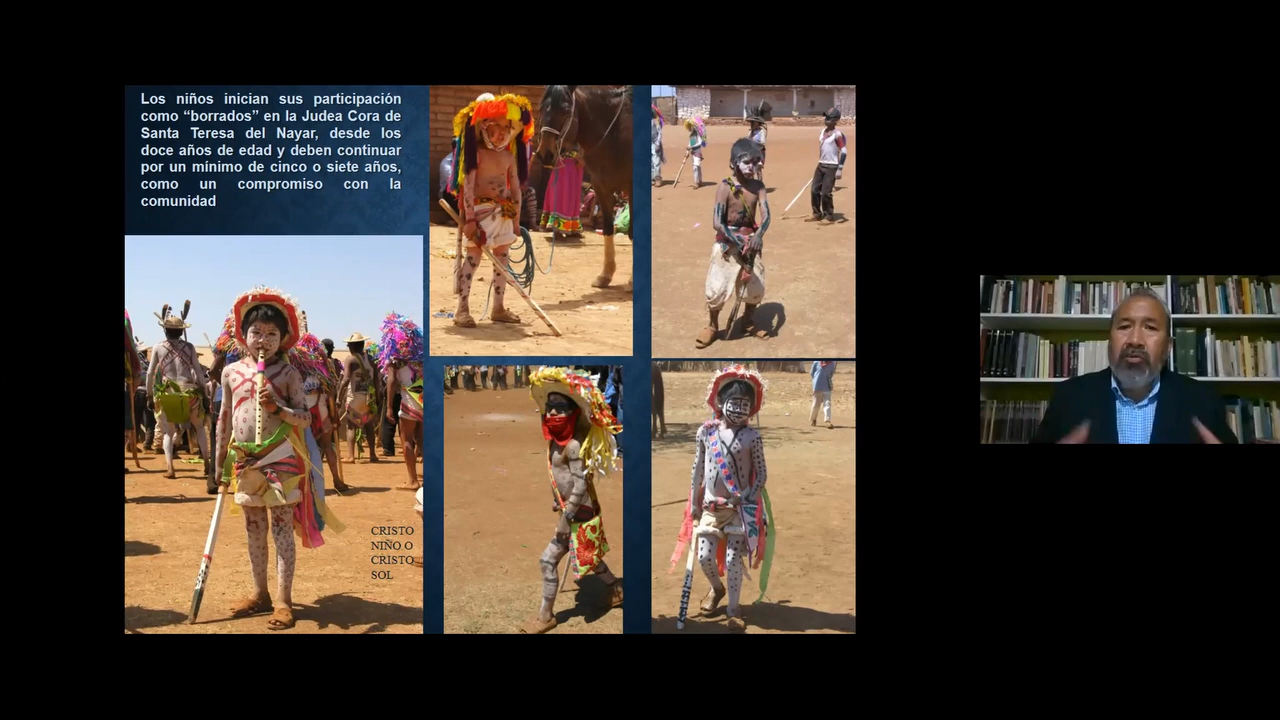 Los niños inician sus participación
como “borrados” en la Judea Cora de
Santa Teresa del Nayar, desde los
doce años de edad y deben continuar
por un mínimo de cinco o siete años,
como un compromiso con la
comunidad
CRISTO
NIÑO O
CRISTO
SOL